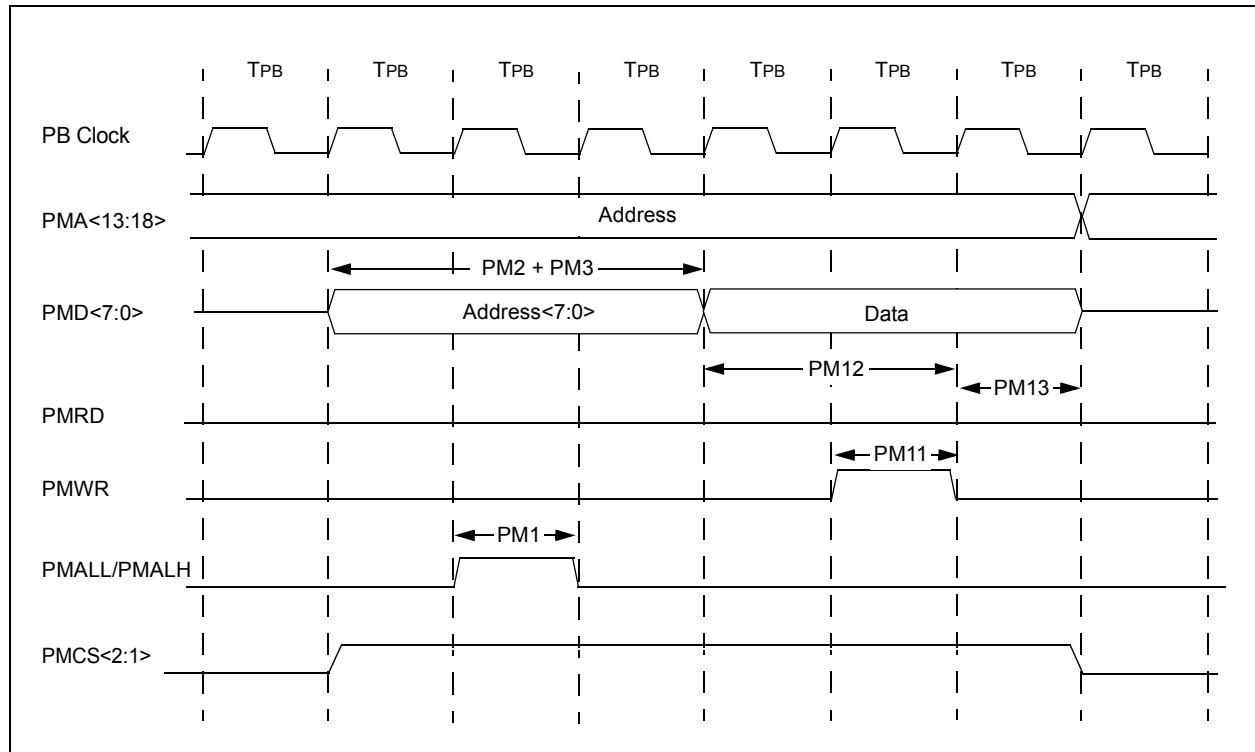 TPB TPB TPB TPB TPB TPB TPB
PB Clock
PMA<13:18>
Address
PM2 + PM3
PMD<7:0>
Address<7:0>
Data
PM12
PM13
PMRD
PM11
PMWR
PM1
PMALL/PMALH
PMCS<2:1>